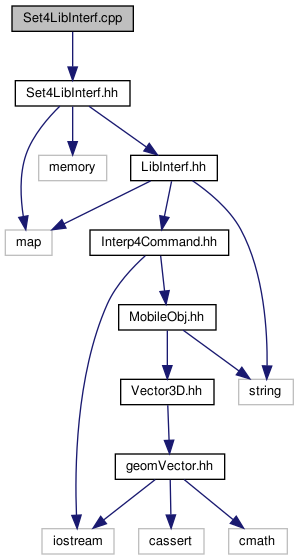 Set4LibInterf.cpp
Set4LibInterf.hh
memory
LibInterf.hh
map
Interp4Command.hh
MobileObj.hh
Vector3D.hh
string
geomVector.hh
iostream
cassert
cmath